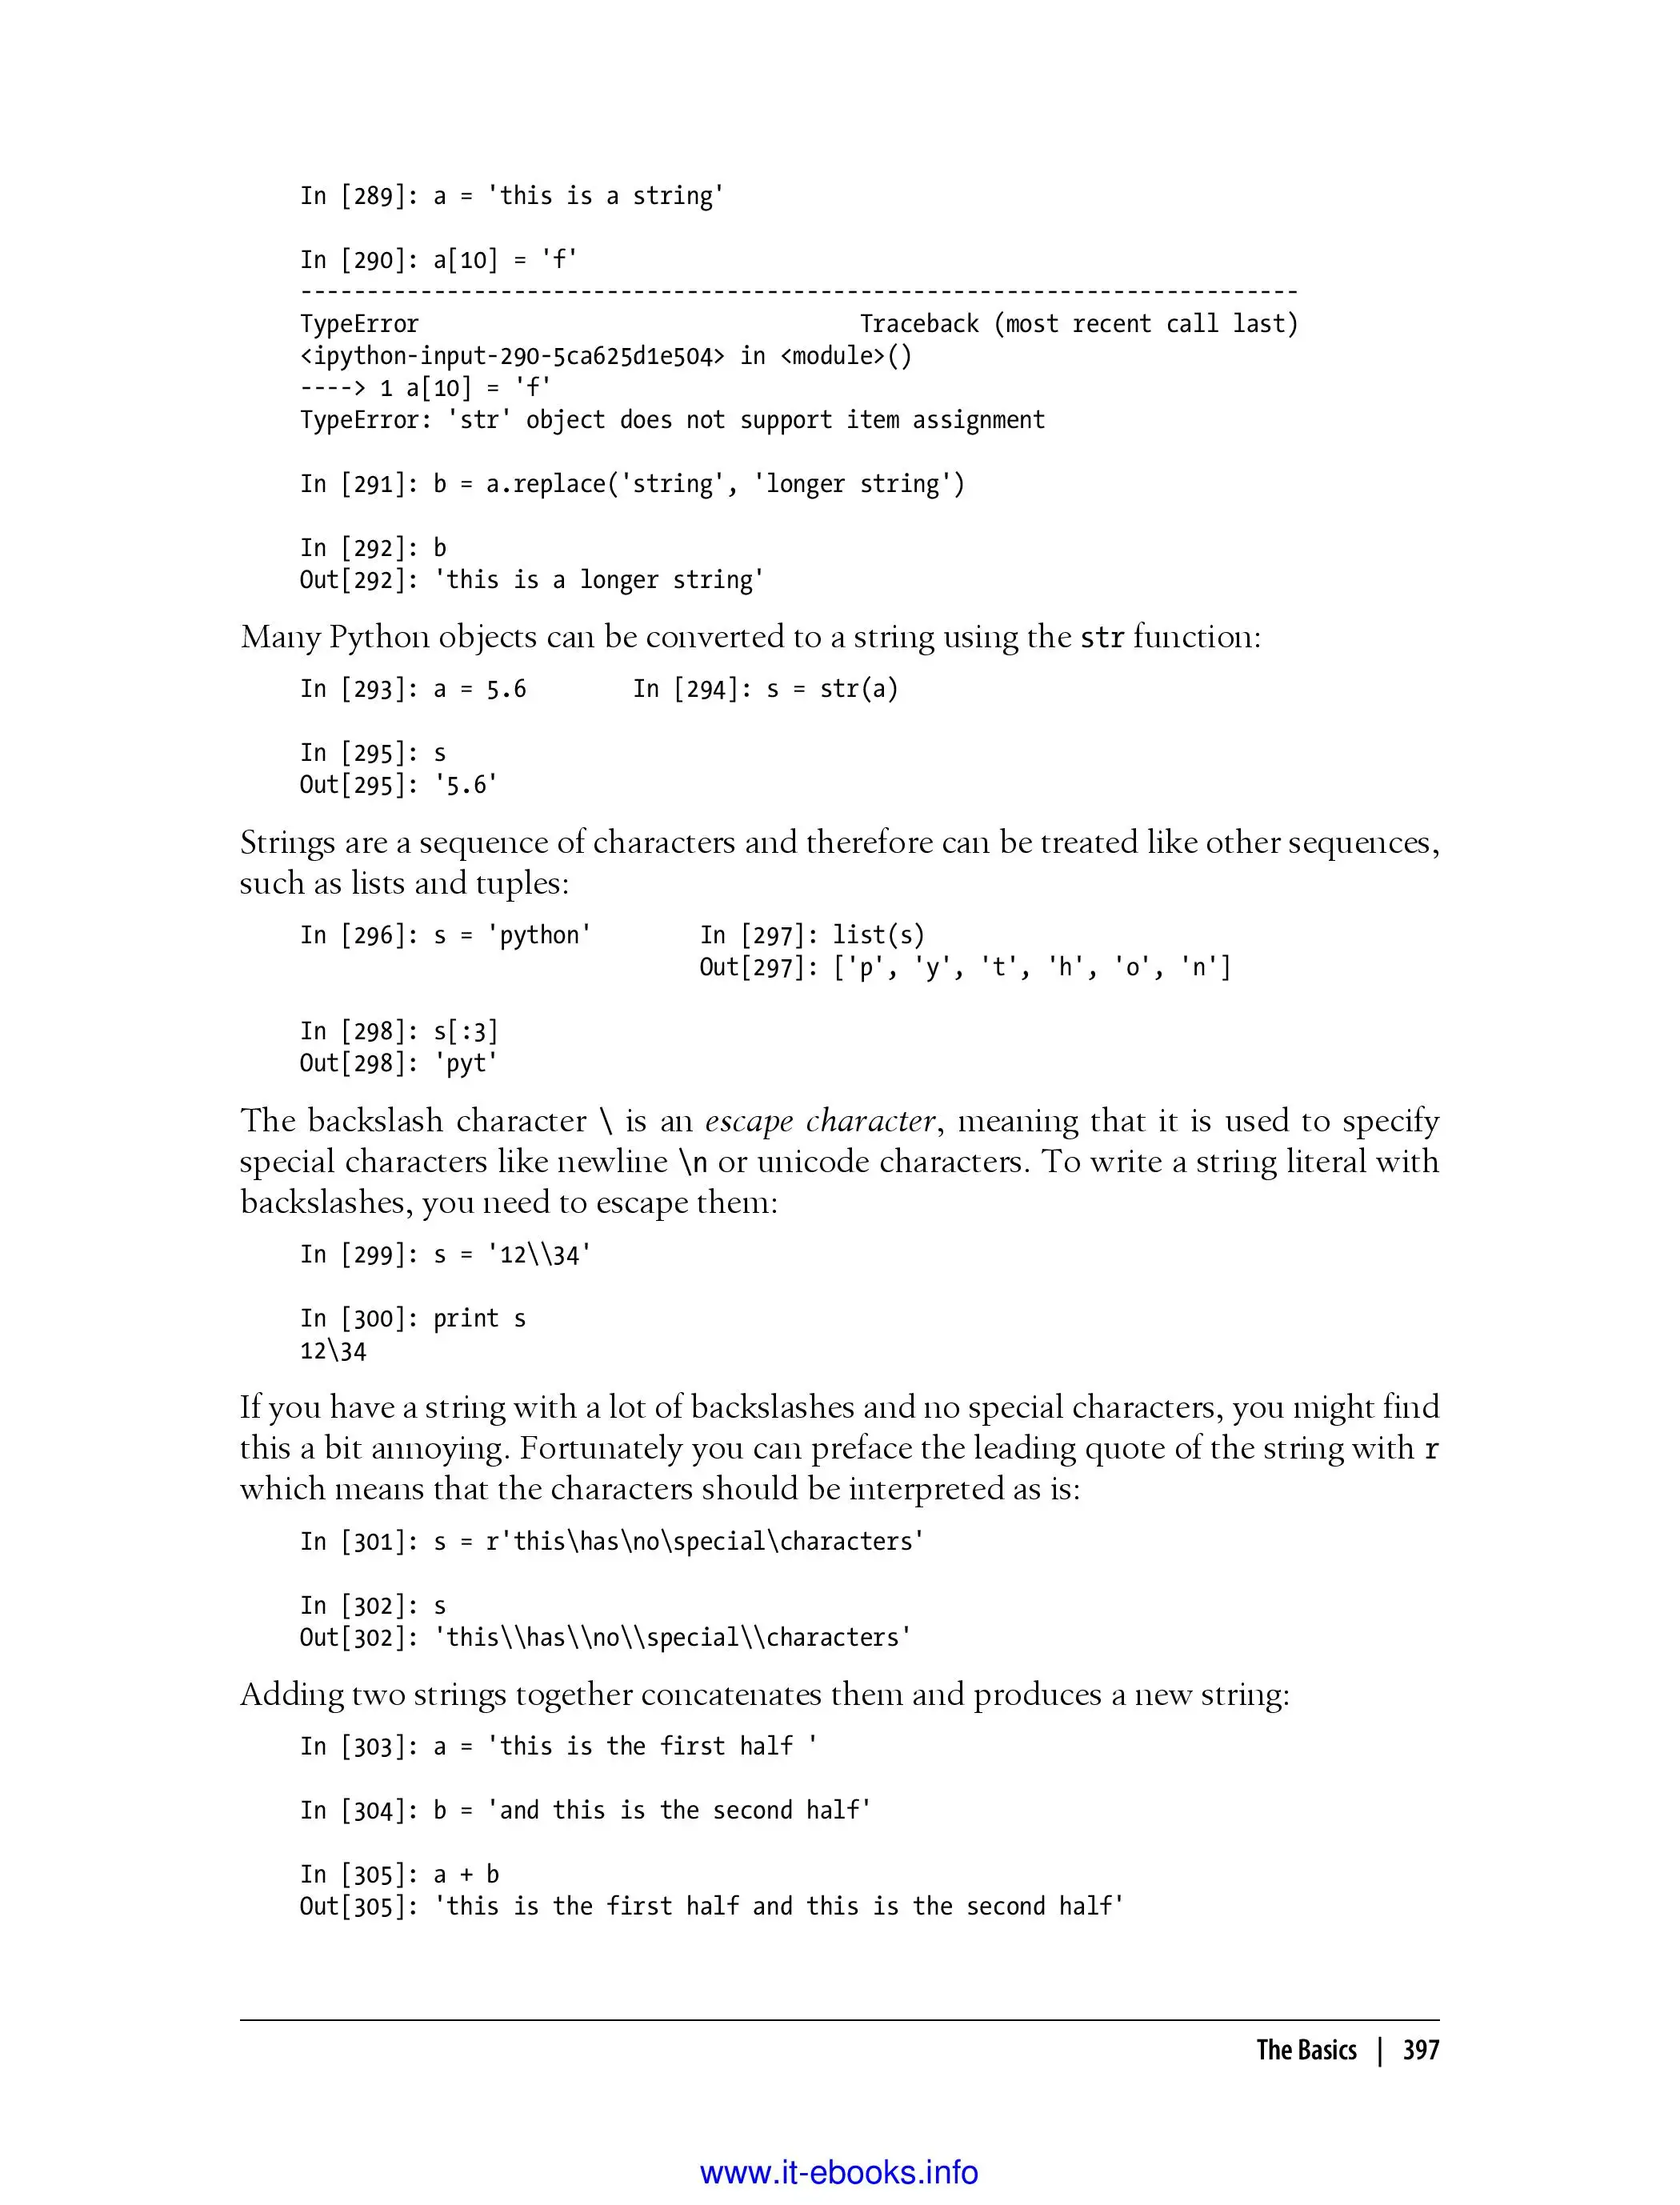 In [289]: a = 'this is a string'
In [290]: a[10] = 'f'
---------------------------------------------------------------------------
TypeError                                 Traceback (most recent call last)
<ipython-input-290-5ca625d1e504> in <module>()
----> 1 a[10] = 'f'
TypeError: 'str' object does not support item assignment
In [291]: b = a.replace('string', 'longer string')
In [292]: b
Out[292]: 'this is a longer string'
Many Python objects can be converted to a string using the str function:
In [293]: a = 5.6        In [294]: s = str(a)
In [295]: s
Out[295]: '5.6'
Strings are a sequence of characters and therefore can be treated like other sequences,
such as lists and tuples:
In [296]: s = 'python'        In [297]: list(s)
                              Out[297]: ['p', 'y', 't', 'h', 'o', 'n']
In [298]: s[:3]
Out[298]: 'pyt'
The backslash character \ is an escape character, meaning that it is used to specify
special characters like newline \n or unicode characters. To write a string literal with
backslashes, you need to escape them:
In [299]: s = '12\\34'
In [300]: print s
12\34
If you have a string with a lot of backslashes and no special characters, you might find
this a bit annoying. Fortunately you can preface the leading quote of the string with r
which means that the characters should be interpreted as is:
In [301]: s = r'this\has\no\special\characters'
In [302]: s
Out[302]: 'this\\has\\no\\special\\characters'
Adding two strings together concatenates them and produces a new string:
In [303]: a = 'this is the first half '
In [304]: b = 'and this is the second half'
In [305]: a + b
Out[305]: 'this is the first half and this is the second half'
The Basics | 397
www.it-ebooks.info